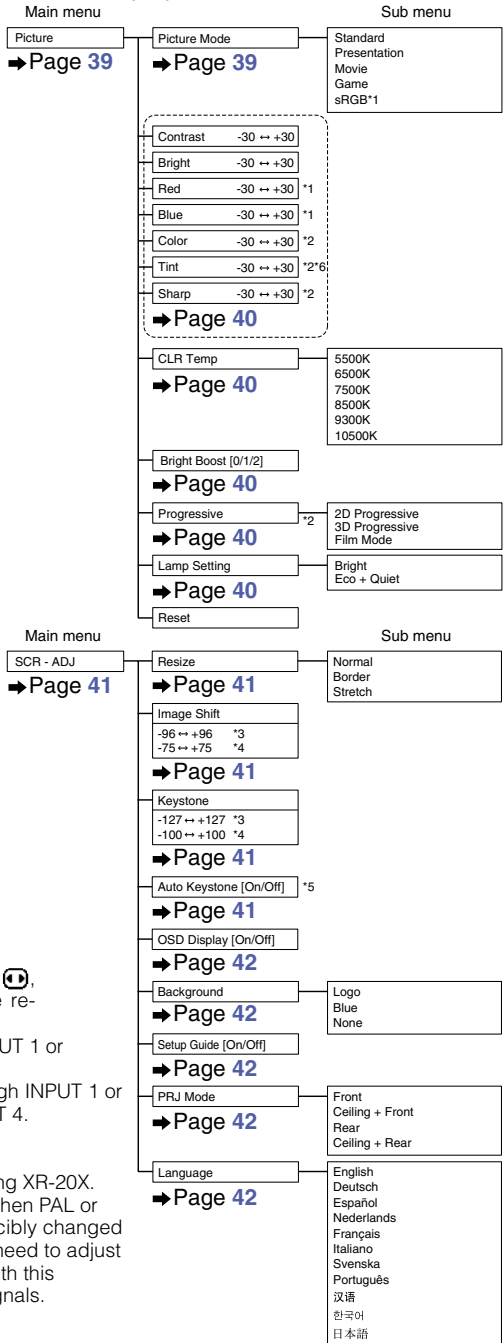 Main menu
Sub menu
Picture
➡Page 39
Picture Mode
➡Page 39
Standard
Presentation
Movie
Game
sRGB*1
Contrast -30 ↔ +30
Bright -30 ↔ +30
Red -30 ↔ +30 *1
Blue -30 ↔ +30 *1
Color -30 ↔ +30 *2
Tint -30 ↔ +30 *2*6
Sharp -30 ↔ +30 *2
➡Page 40
CLR Temp
➡Page 40
5500K
6500K
7500K
8500K
9300K
10500K
Bright Boost [0/1/2]
➡Page 40
Progressive *2
➡Page 40
2D Progressive
3D Progressive
Film Mode
Lamp Setting
➡Page 40
Bright
Eco + Quiet
Reset
Main menu
Sub menu
SCR - ADJ
➡Page 41
Resize
➡Page 41
Normal
Border
Stretch
Image Shift
-96 ↔ +96 *3
-75 ↔ +75 *4
➡Page 41
Keystone
-127 ↔ +127 *3
-100 ↔ +100 *4
➡Page 41
Auto Keystone [On/Off] *5
➡Page 41
OSD Display [On/Off]
➡Page 42
Background
➡Page 42
Logo
Blue
None
Setup Guide [On/Off]
➡Page 42
PRJ Mode
➡Page 42
Front
Ceiling + Front
Rear
Ceiling + Rear
Language
➡Page 42
English
Deutsch
Español
Nederlands
Français
Italiano
Svenska
Português
汉语
한국어
日本語
,
e re-
UT 1 or
gh INPUT 1 or
T 4.
ng XR-20X.
hen PAL or
cibly changed
need to adjust
th this
gnals.